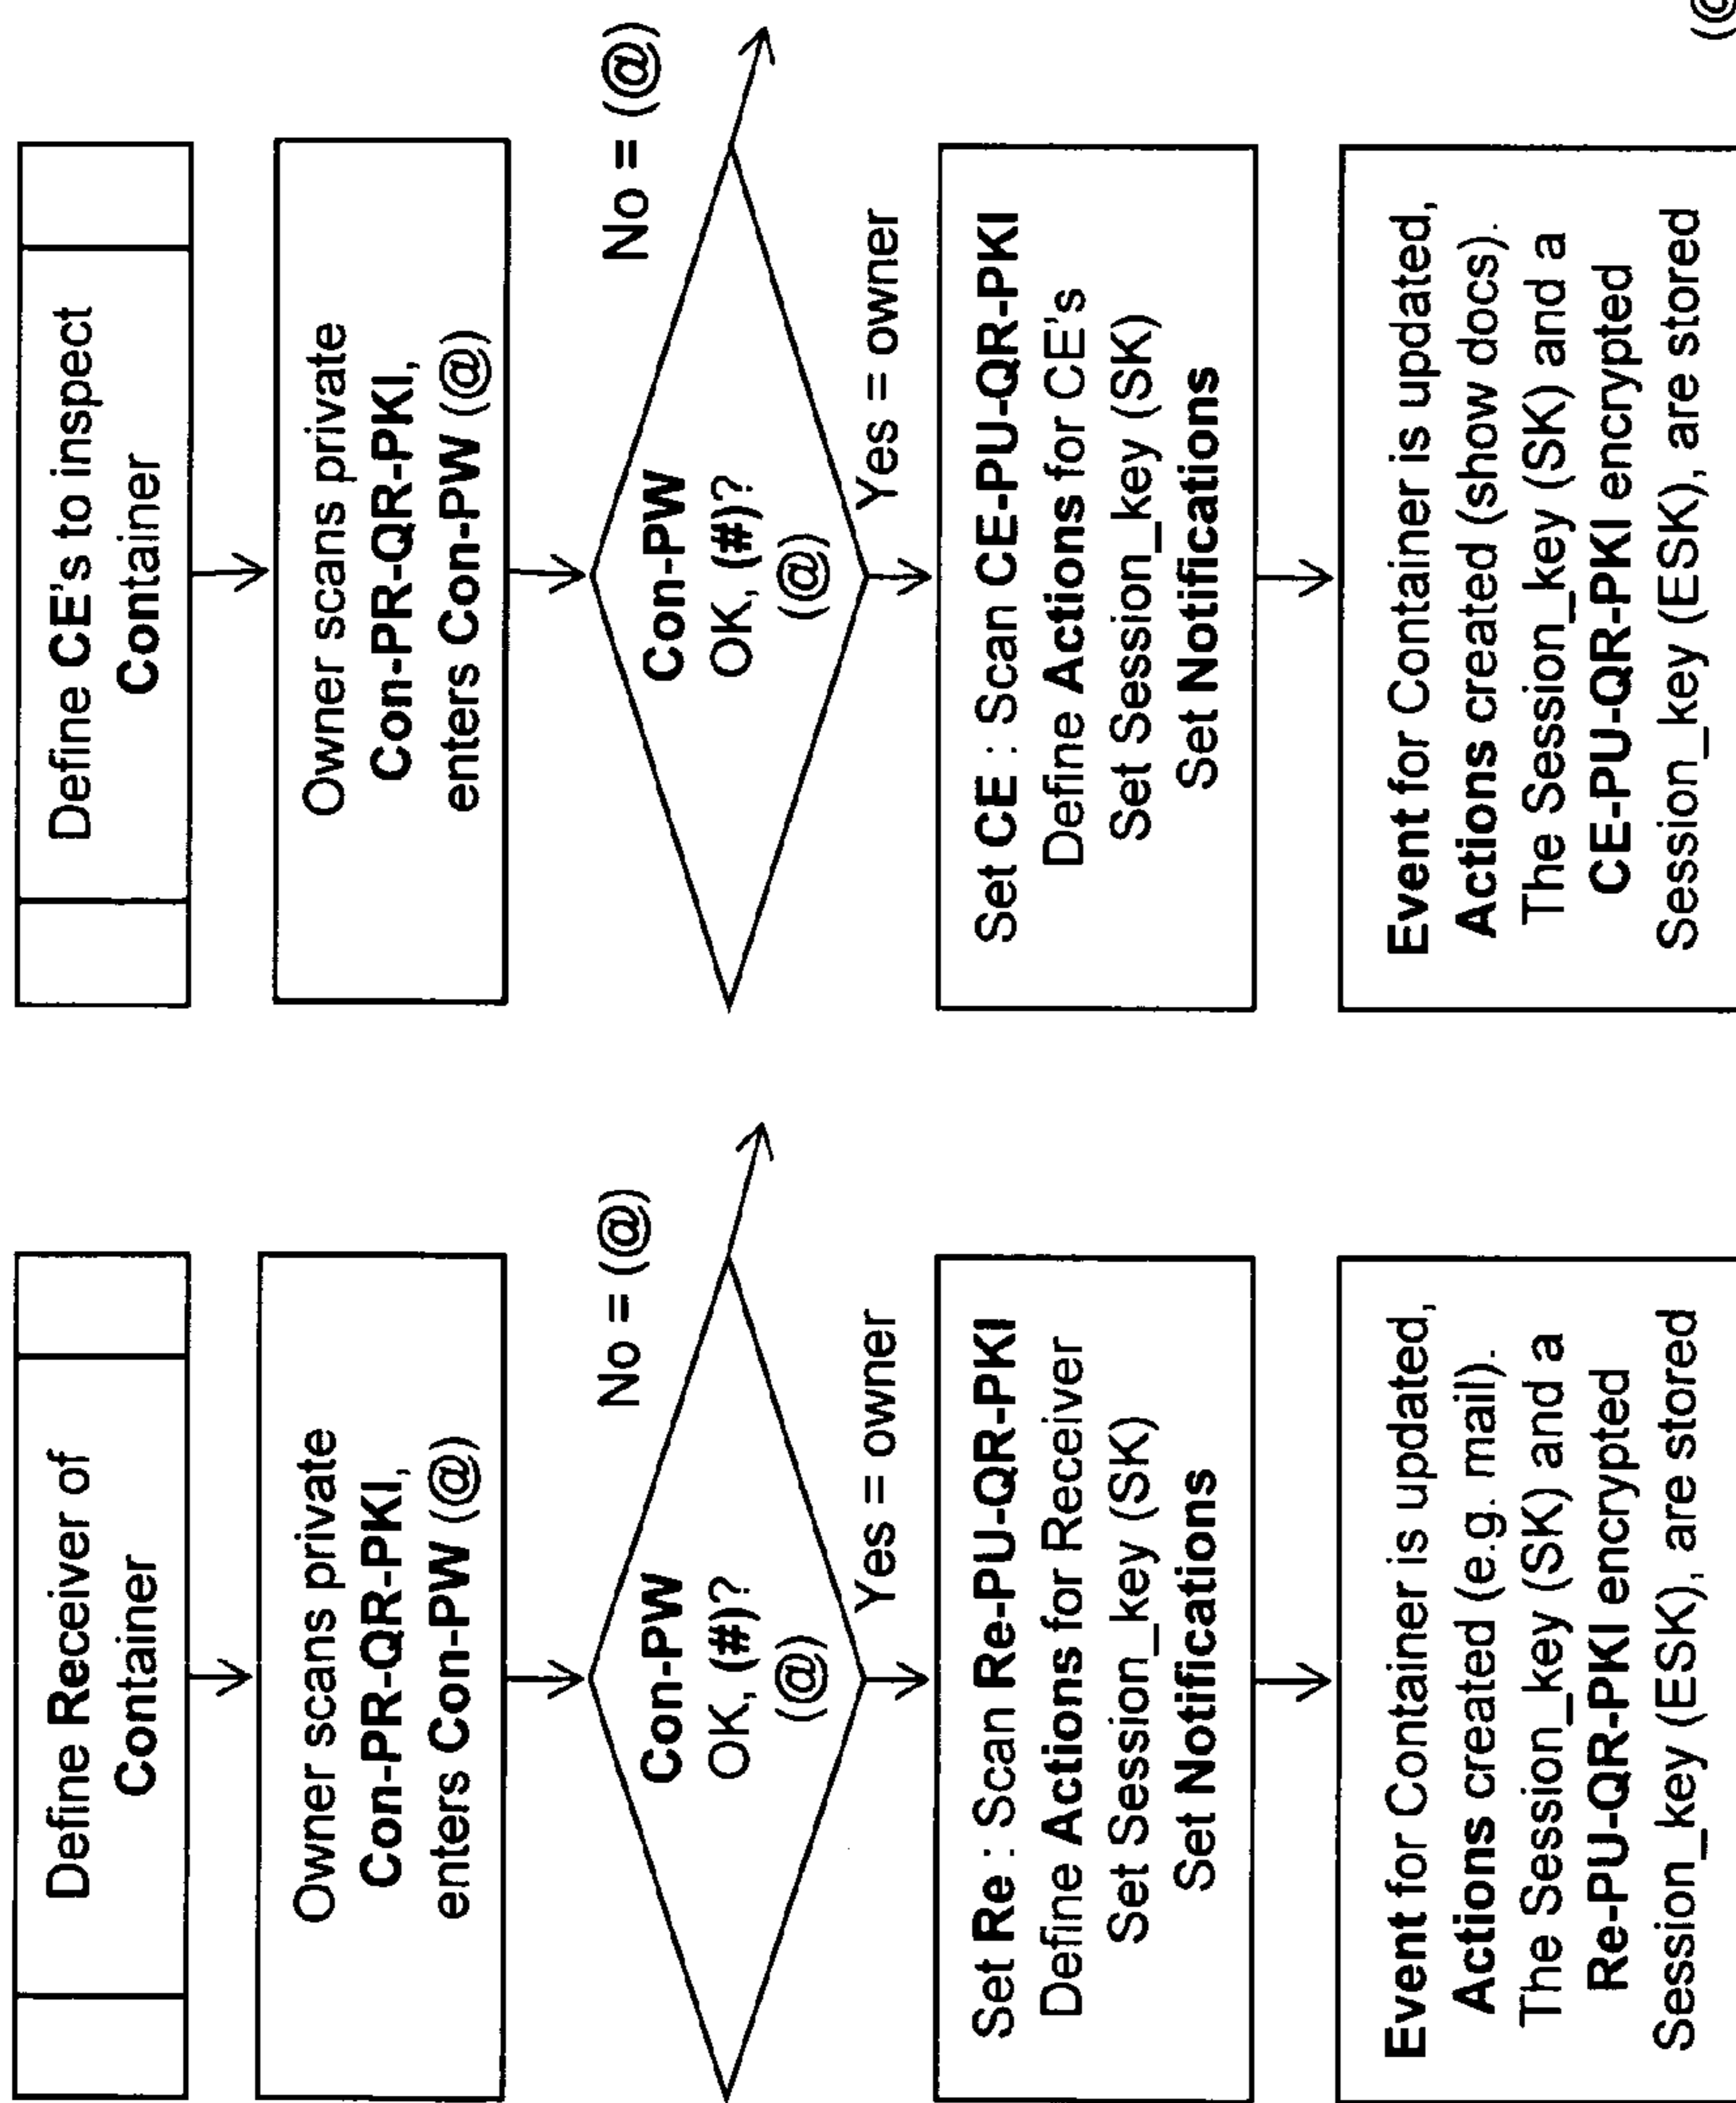 Define Receiver of
Container
Owner scans private
Con-PR-QR-PKI,
enters Con-PW (@)
Con-PW
OK, (#)?
(@)
No = (@)
Yes = owner
Set Re : Scan Re-PU-QR-PKI
Define Actions for Receiver
Set Session_key (SK)
Set Notifications
Event for Container is updated,
Actions created (e.g. mail).
The Session_key (SK) and a
Re-PU-QR-PKI encrypted
Session_key (ESK), are stored
Define CE's to inspect
Container
Owner scans private
Con-PR-QR-PKI,
enters Con-PW (@)
Con-PW
OK, (#)?
(@)
No = (@)
Yes = owner
Set CE : Scan CE-PU-QR-PKI
Define Actions for CE's
Set Session_key (SK)
Set Notifications
Event for Container is updated,
Actions created (show docs).
The Session_key (SK) and a
CE-PU-QR-PKI encrypted
Session_key (ESK), are stored